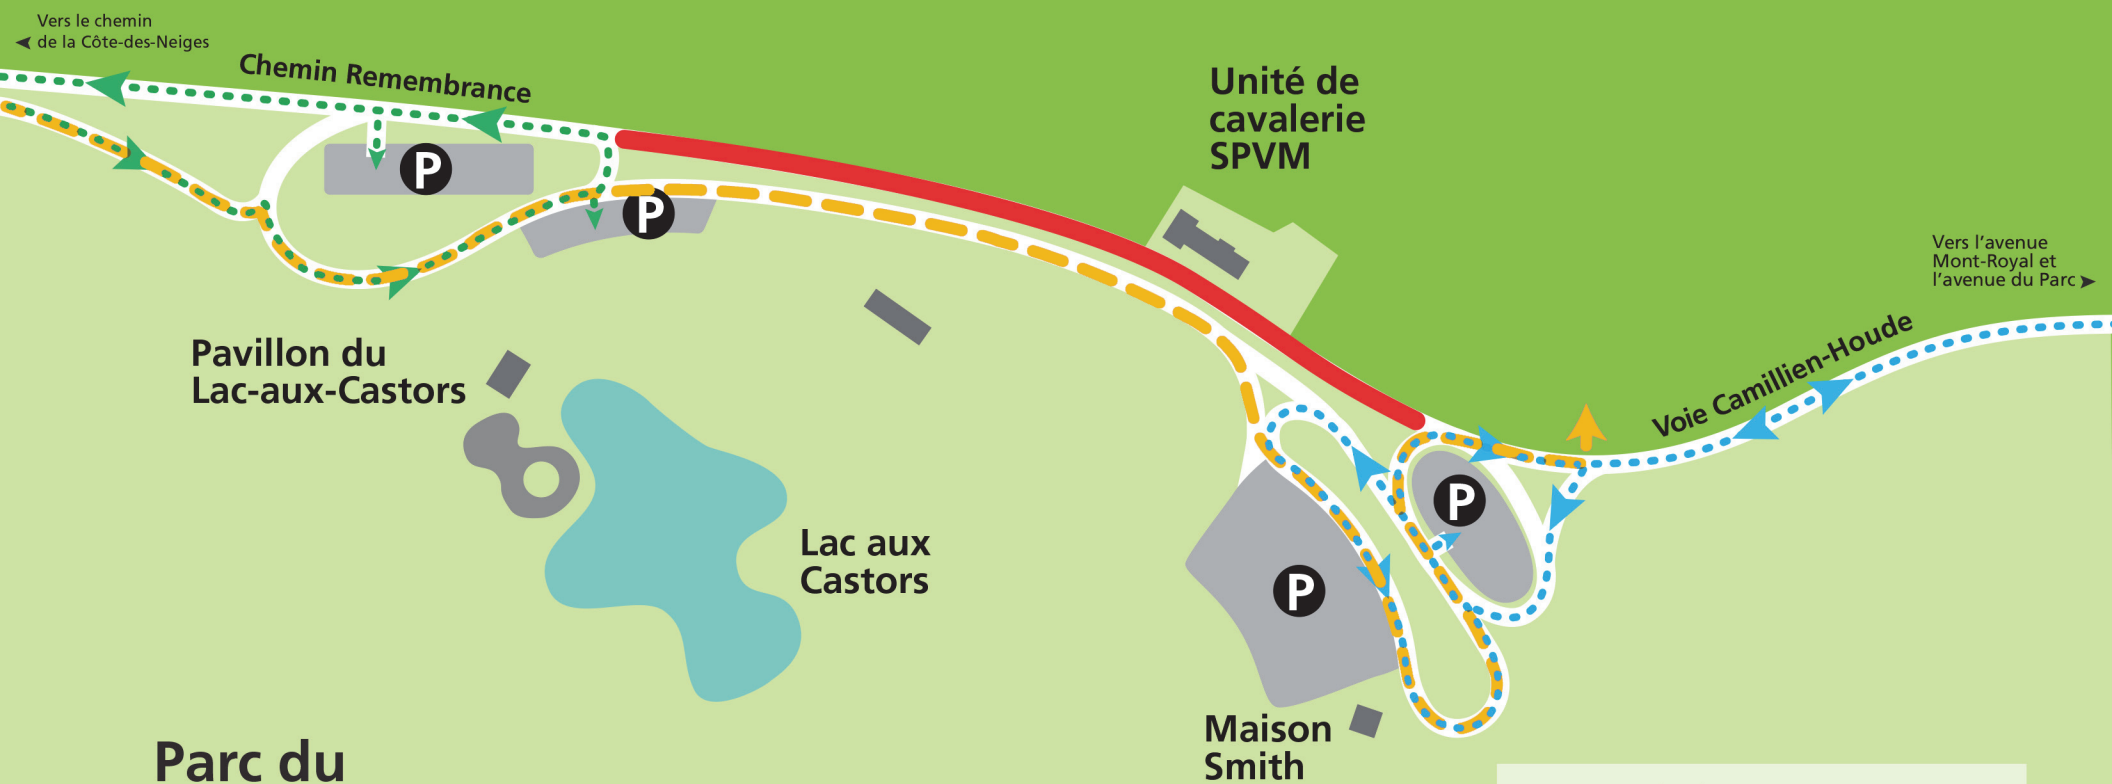 Vers le chemin
de la Côte-des-Neiges
Chemin Remembrance
Unité de
cavalerie
SPVM
P
P
Vers l'avenue
Mont-Royal et
l'avenue du Parc
Voie Camillien-Houde
Pavillon du
Lac-aux-Castors
P
Lac aux
Castors
P
Maison
Smith
Parc du